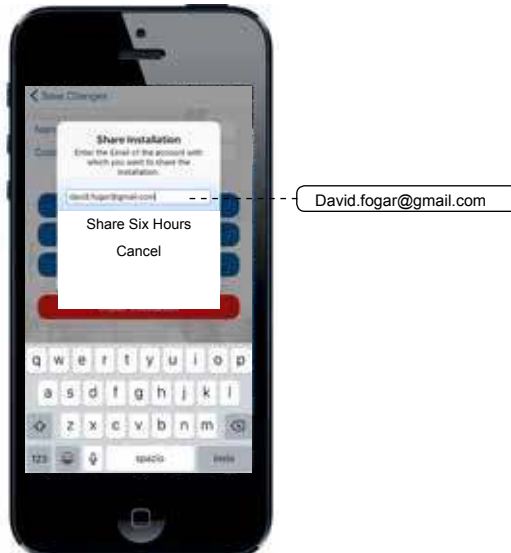 Save Changes
Share Installation
Enter the Email of the account with
which you want to share the
installation.
david.fogar@gmail.com
David.fogar@gmail.com
Share Six Hours
Cancel
q w e r t y u i o p
a s d f g h j k l
z x c v b n m
123 spazio invio